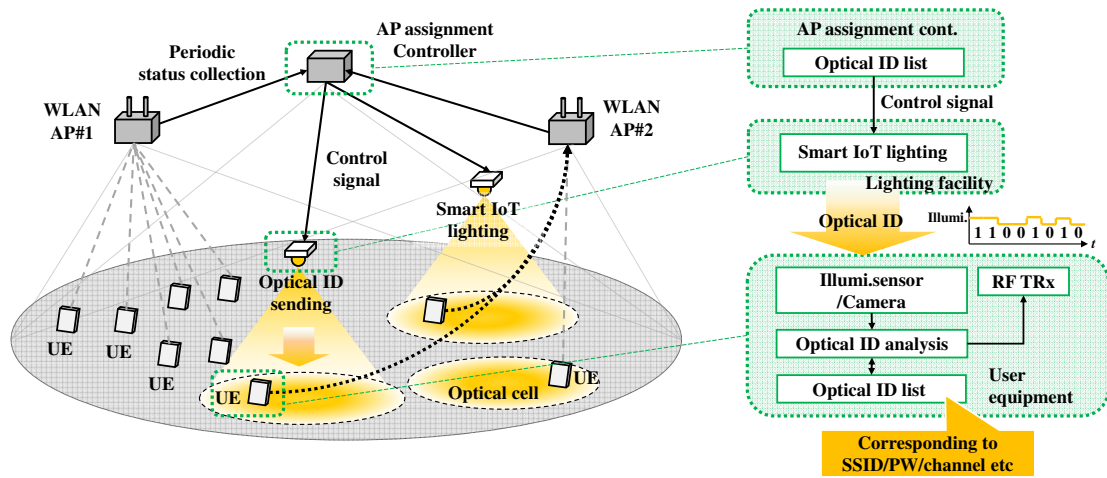 Periodic
status collection
AP assignment
Controller
WLAN
AP#1
WLAN
AP#2
Control
signal
Smart IoT
lighting
Optical ID
sending
UE
UE
UE
UE
UE
Optical cell
AP assignment cont.
Optical ID list
Control signal
Smart IoT lighting
Lighting facility
Optical ID
Illumi.
1 1 0 0 1 0 1 0
t
Illumi.sensor
/Camera
RF TRx
Optical ID analysis
Optical ID list
User
equipment
Corresponding to
SSID/PW/channel etc